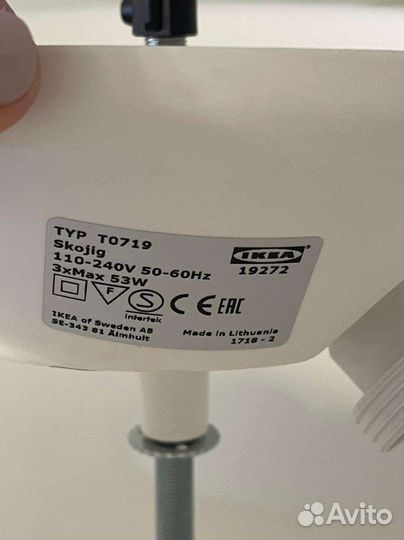 TYP T0719
Skojig
110-240V 50-60Hz
3xMax 53W
IKEA
19272
F S CE EAC
Intertek
IKEA of Sweden AB
SE-343 81 Älmhult
Made in Lithuania
1718 - 2
Avito